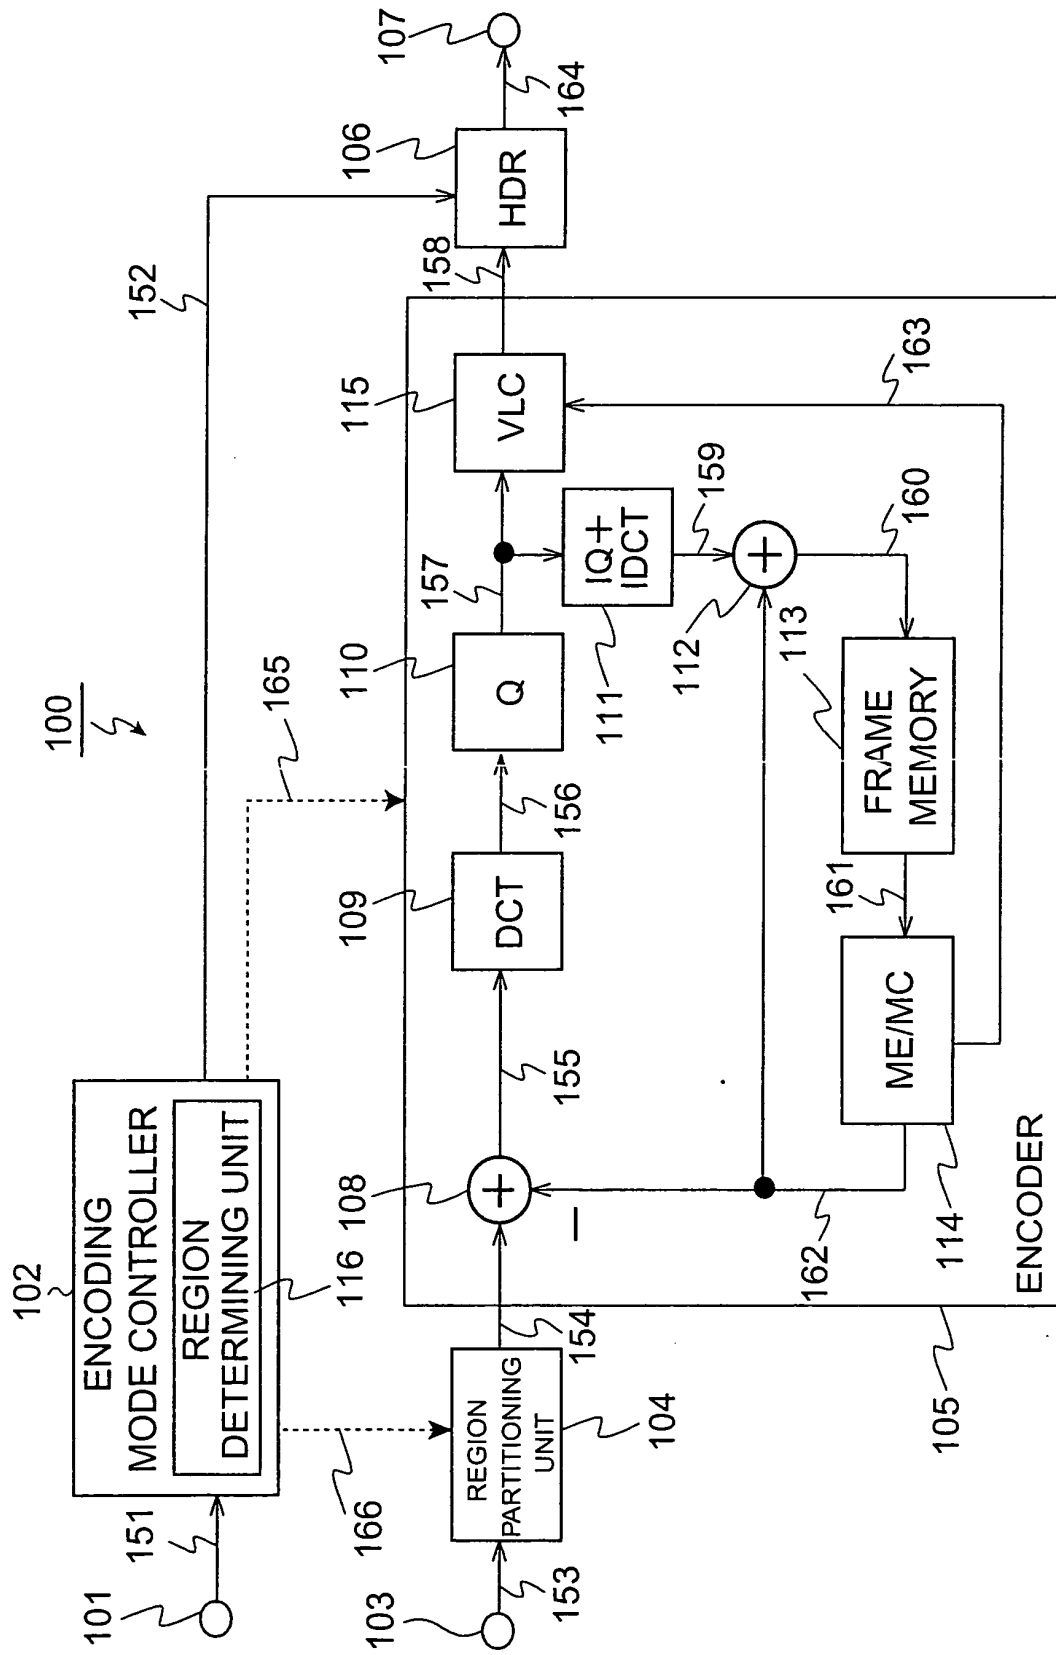 100
152
107
164
106
HDR
158
102
ENCODING
MODE CONTROLLER
REGION
DETERMINING UNIT
116
165
101
151
166
103
153
REGION
PARTITIONING
UNIT
104
154
108
+
−
155
109
DCT
156
110
Q
157
115
VLC
163
111
IQ+
IDCT
159
112
+
160
113
FRAME
MEMORY
161
ME/MC
114
162
105
ENCODER